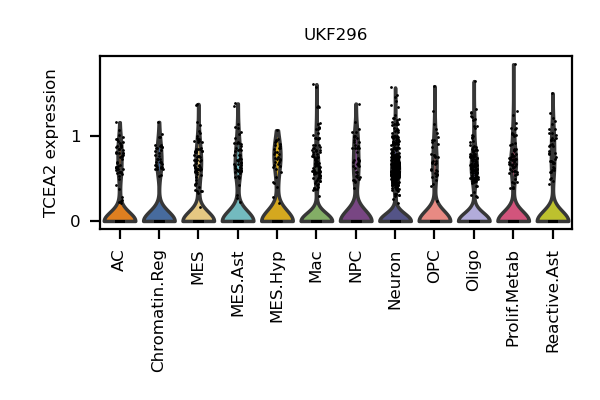 UKF296
TCEA2 expression
1
0
AC
Chromatin.Reg
MES
MES.Ast
MES.Hyp
Mac
NPC
Neuron
OPC
Oligo
Prolif.Metab
Reactive.Ast